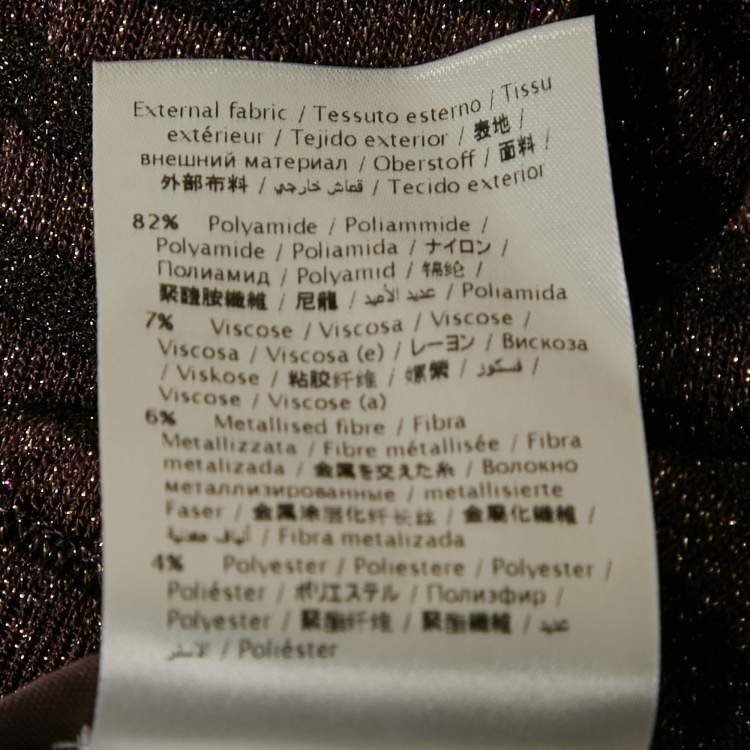 External fabric / Tessuto esterno / Tissu
extérieur / Tejido exterior / 表地 /
внешний материал / Oberstoff / 面料 /
外部布料 / قماش خارجي / Tecido exterior
82% Polyamide / Poliammide /
Polyamide / Poliamida / ナイロン /
Полиамид / Polyamid / 锦纶 /
聚醯胺纖維 / 尼龍 / عديد الأميد / Poliamida
7% Viscose / Viscosa / Viscose /
Viscosa / Viscosa (e) / レーヨン / Вискоза
/ Viskose / 粘胶纤维 / 嫘縈 / فسكوز /
Viscose / Viscose (a)
6% Metallised fibre / Fibra
Metallizzata / Fibre métallisée / Fibra
metalizada / 金属を交えた糸 / Волокно
металлизированные / metallisierte
Faser / 金属涂层化纤长丝 / 金屬化纖維 /
ألياف معدنية / Fibra metalizada
4% Polyester / Poliestere / Polyester /
Poliéster / ポリエステル / Полиэфир /
Polyester / 聚酯纤维 / 聚酯纖維 / عديد
الأستر / Poliéster